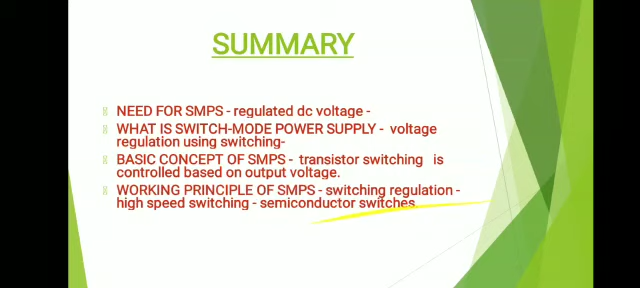 SUMMARY
NEED FOR SMPS - regulated dc voltage -
WHAT IS SWITCH-MODE POWER SUPPLY - voltage
regulation using switching-
BASIC CONCEPT OF SMPS - transistor switching is
controlled based on output voltage.
WORKING PRINCIPLE OF SMPS - switching regulation -
high speed switching - semiconductor switches.